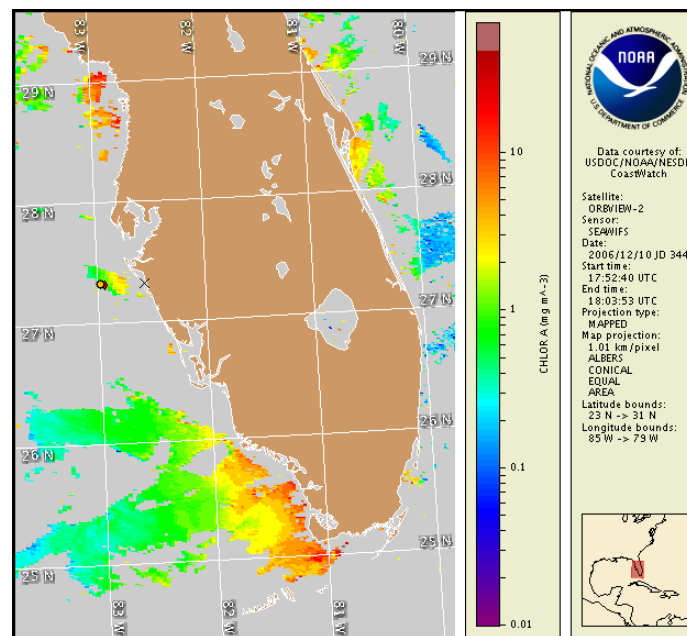 83 W
82 W
81 W
80 W
29 N
29 N
28 N
28 N
27 N
27 N
26 N
26 N
25 N
25 N
83 W
82 W
81 W
10
1
0.1
0.01
CHLOR A (mg m^-3)
NATIONAL OCEANIC AND ATMOSPHERIC ADMINISTRATION
NOAA
U.S. DEPARTMENT OF COMMERCE
Data courtesy of:
USDOC/NOAA/NESDI
CoastWatch
Satellite:
ORBVIEW-2
Sensor:
SEAWIFS
Date:
2006/12/10 JD 344
Start time:
17:52:40 UTC
End time:
18:03:53 UTC
Projection type:
MAPPED
Map projection:
1.01 km/pixel
ALBERS
CONICAL
EQUAL
AREA
Latitude bounds:
23 N -> 31 N
Longitude bounds:
85 W -> 79 W